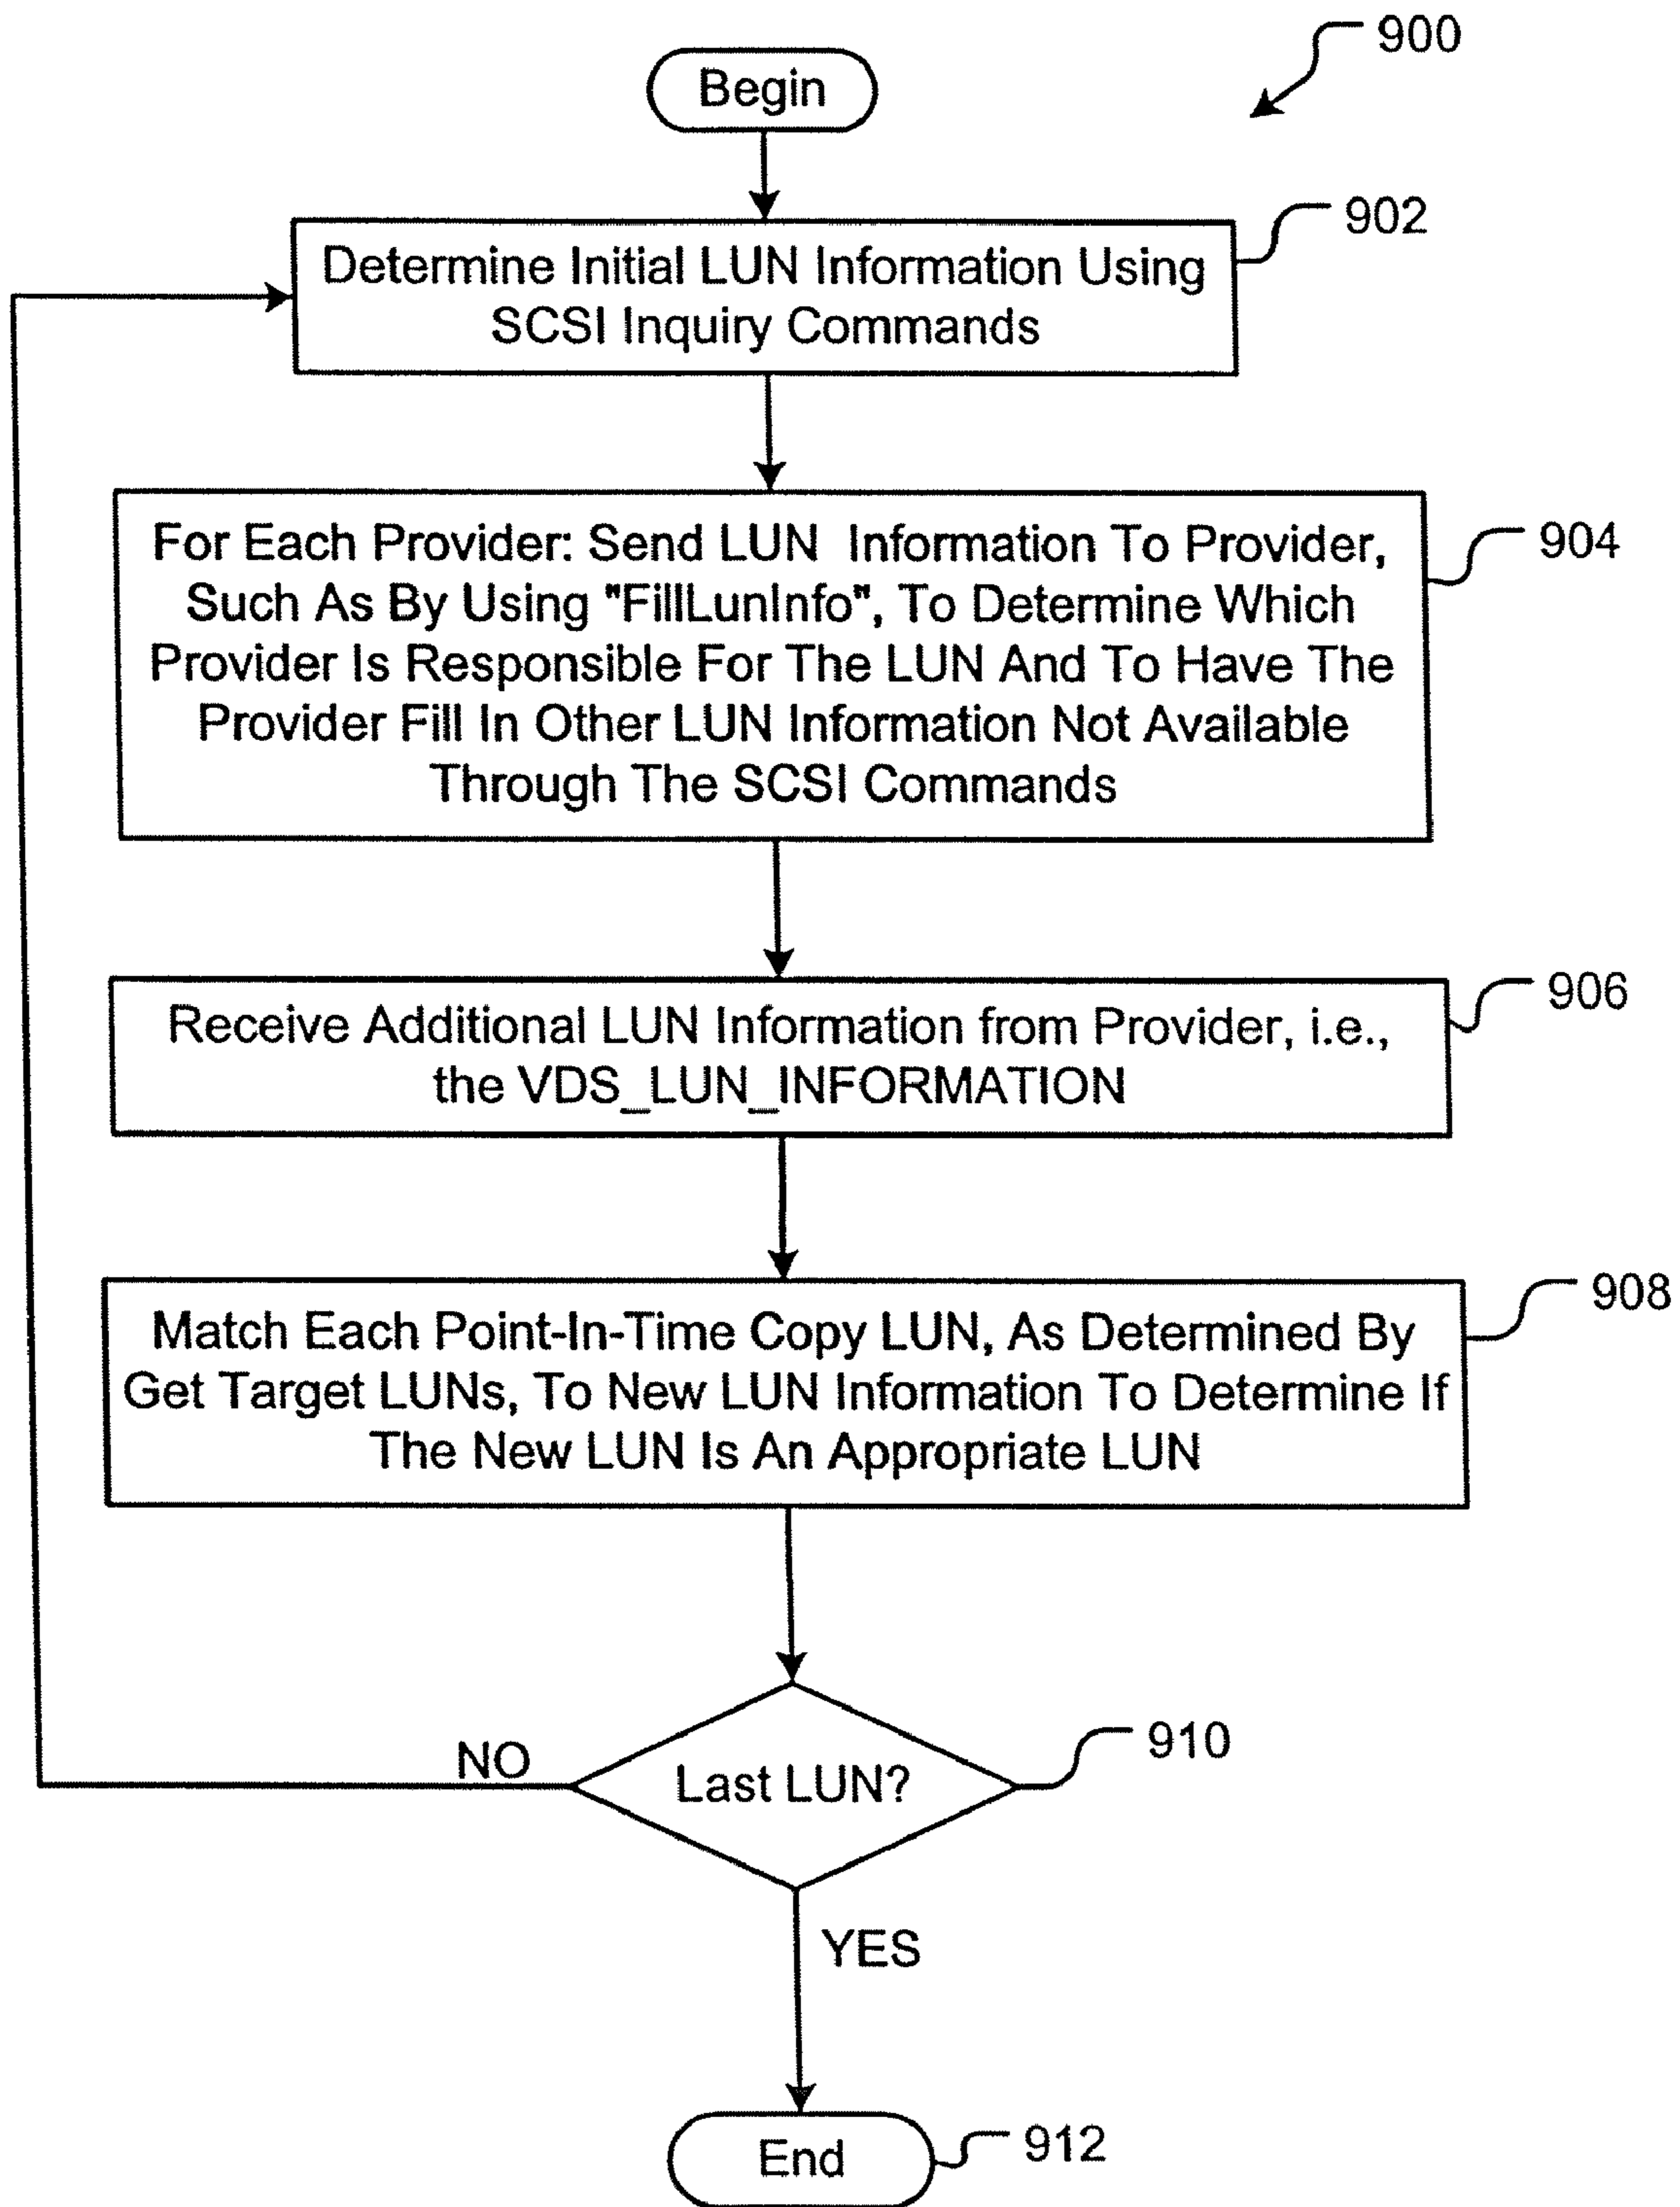 900
Begin
902
Determine Initial LUN Information Using
SCSI Inquiry Commands
904
For Each Provider: Send LUN Information To Provider,
Such As By Using "FillLunInfo", To Determine Which
Provider Is Responsible For The LUN And To Have The
Provider Fill In Other LUN Information Not Available
Through The SCSI Commands
906
Receive Additional LUN Information from Provider, i.e.,
the VDS_LUN_INFORMATION
908
Match Each Point-In-Time Copy LUN, As Determined By
Get Target LUNs, To New LUN Information To Determine If
The New LUN Is An Appropriate LUN
910
NO
Last LUN?
YES
End
912